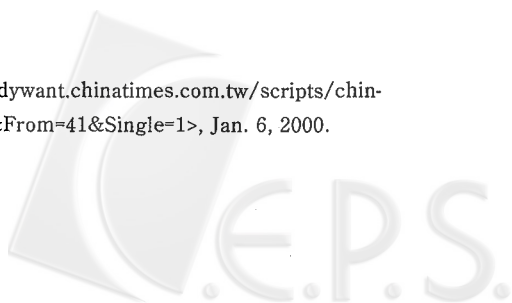 dywant.chinatimes.com.tw/scripts/chin-
From=41&Single=1>, Jan. 6, 2000.
C.E.P.S.